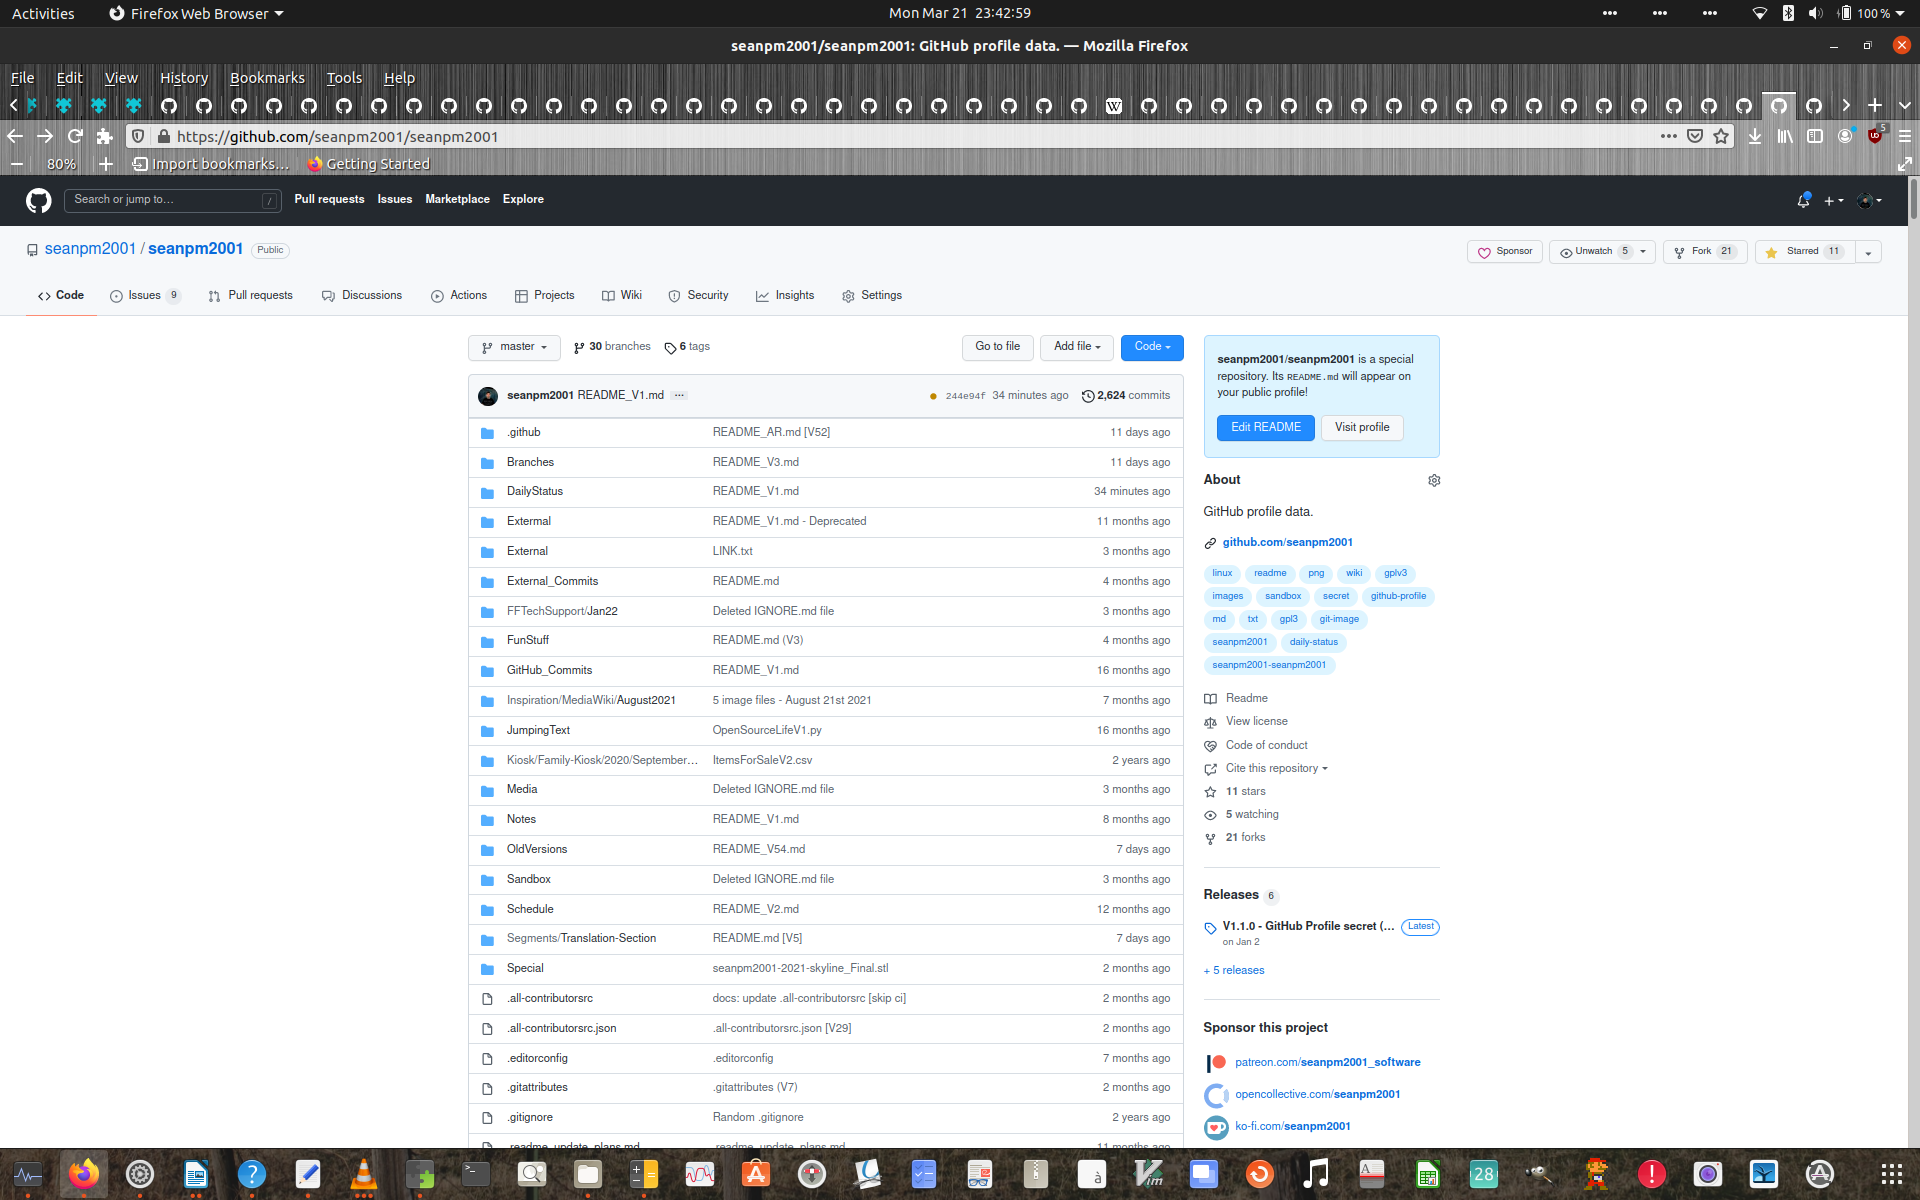 Activities Firefox Web Browser Mon Mar 21 23:42:59 100 %
seanpm2001/seanpm2001: GitHub profile data. — Mozilla Firefox
File Edit View History Bookmarks Tools Help
https://github.com/seanpm2001/seanpm2001 5
80% Import bookmarks... Getting Started
Search or jump to... / Pull requests Issues Marketplace Explore
seanpm2001 / seanpm2001 Public Sponsor Unwatch 5 Fork 21 Starred 11
Code Issues 9 Pull requests Discussions Actions Projects Wiki Security Insights Settings
master 30 branches 6 tags Go to file Add file Code
seanpm2001 README_V1.md ... 244e94f 34 minutes ago 2,624 commits
.github README_AR.md [V52] 11 days ago
Branches README_V3.md 11 days ago
DailyStatus README_V1.md 34 minutes ago
Extermal README_V1.md - Deprecated 11 months ago
External LINK.txt 3 months ago
External_Commits README.md 4 months ago
FFTechSupport/Jan22 Deleted IGNORE.md file 3 months ago
FunStuff README.md (V3) 4 months ago
GitHub_Commits README_V1.md 16 months ago
Inspiration/MediaWiki/August2021 5 image files - August 21st 2021 7 months ago
JumpingText OpenSourceLifeV1.py 16 months ago
Kiosk/Family-Kiosk/2020/September... ItemsForSaleV2.csv 2 years ago
Media Deleted IGNORE.md file 3 months ago
Notes README_V1.md 8 months ago
OldVersions README_V54.md 7 days ago
Sandbox Deleted IGNORE.md file 3 months ago
Schedule README_V2.md 12 months ago
Segments/Translation-Section README.md [V5] 7 days ago
Special seanpm2001-2021-skyline_Final.stl 2 months ago
.all-contributorsrc docs: update .all-contributorsrc [skip ci] 2 months ago
.all-contributorsrc.json .all-contributorsrc.json [V29] 2 months ago
.editorconfig .editorconfig 7 months ago
.gitattributes .gitattributes (V7) 2 months ago
.gitignore Random .gitignore 2 years ago
.readme_update_plans.md .readme_update_plans.md 11 months ago
seanpm2001/seanpm2001 is a special
repository. Its README.md will appear on
your public profile!
Edit README Visit profile
About
GitHub profile data.
github.com/seanpm2001
linux readme png wiki gplv3
images sandbox secret github-profile
md txt gpl3 git-image
seanpm2001 daily-status
seanpm2001-seanpm2001
Readme
View license
Code of conduct
Cite this repository
11 stars
5 watching
21 forks
Releases 6
V1.1.0 - GitHub Profile secret (... Latest
on Jan 2
+ 5 releases
Sponsor this project
patreon.com/seanpm2001_software
opencollective.com/seanpm2001
ko-fi.com/seanpm2001
28